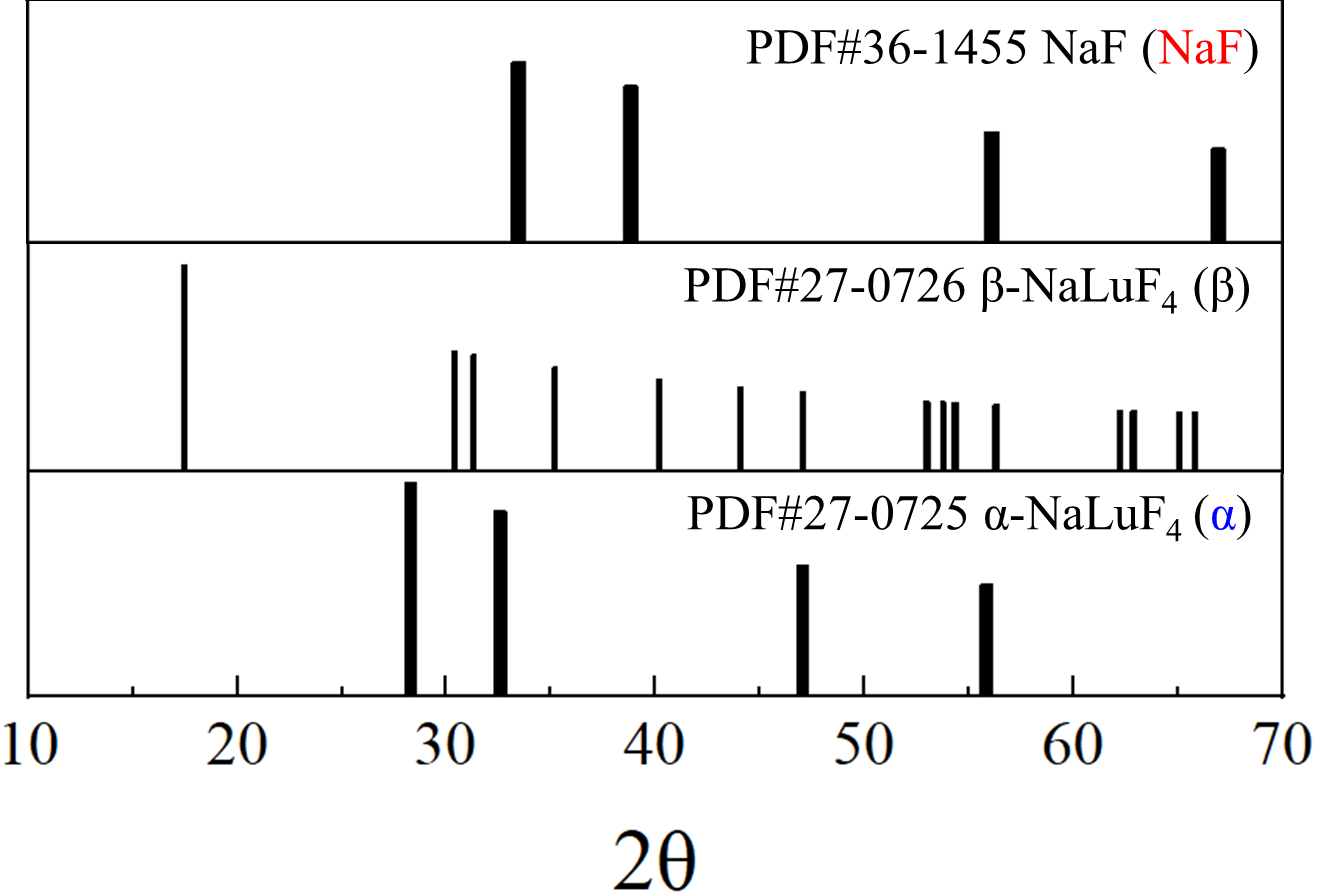 PDF#36-1455 NaF (NaF)
PDF#27-0726 β-NaLuF₄ (β)
PDF#27-0725 α-NaLuF₄ (α)
10 20 30 40 50 60 70
2θ